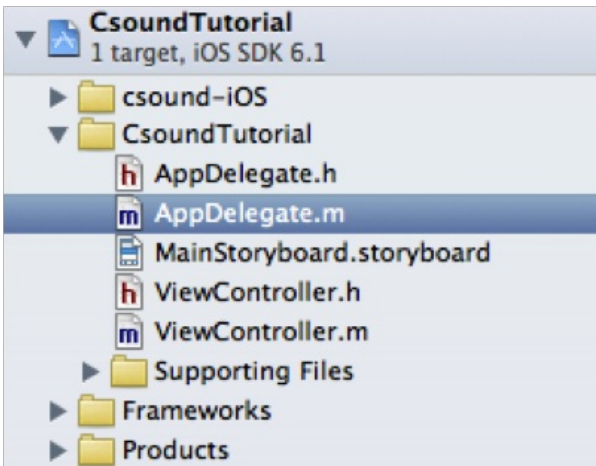 CsoundTutorial
1 target, iOS SDK 6.1
csound-iOS
CsoundTutorial
h AppDelegate.h
m AppDelegate.m
MainStoryboard.storyboard
h ViewController.h
m ViewController.m
Supporting Files
Frameworks
Products